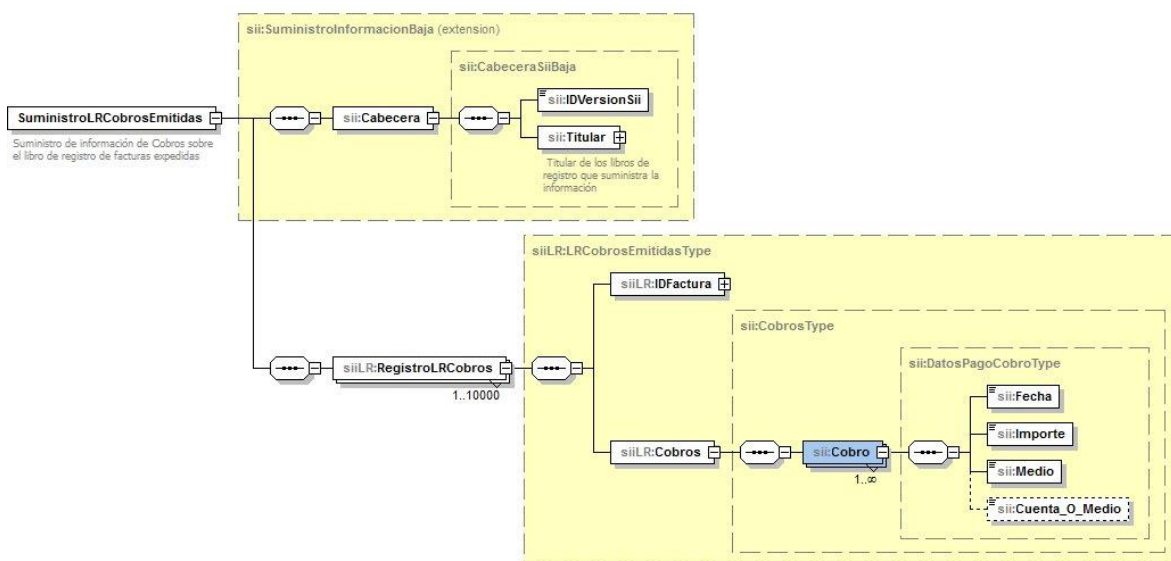 sii:SuministroInformacionBaja (extension)
sii:CabeceraSiiBaja
sii:IDVersionSii
SuministroLRCobrosEmitidas
sii:Cabecera
sii:Titular
Suministro de información de Cobros sobre
el libro de registro de facturas expedidas
Titular de los libros de
registro que suministra la
información
siiLR:LRCobrosEmitidasType
siiLR:IDFactura
sii:CobrosType
sii:DatosPagoCobroType
siiLR:RegistroLRCobros
1..10000
sii:Fecha
sii:Importe
siiLR:Cobros
sii:Cobro
1..∞
sii:Medio
sii:Cuenta_O_Medio